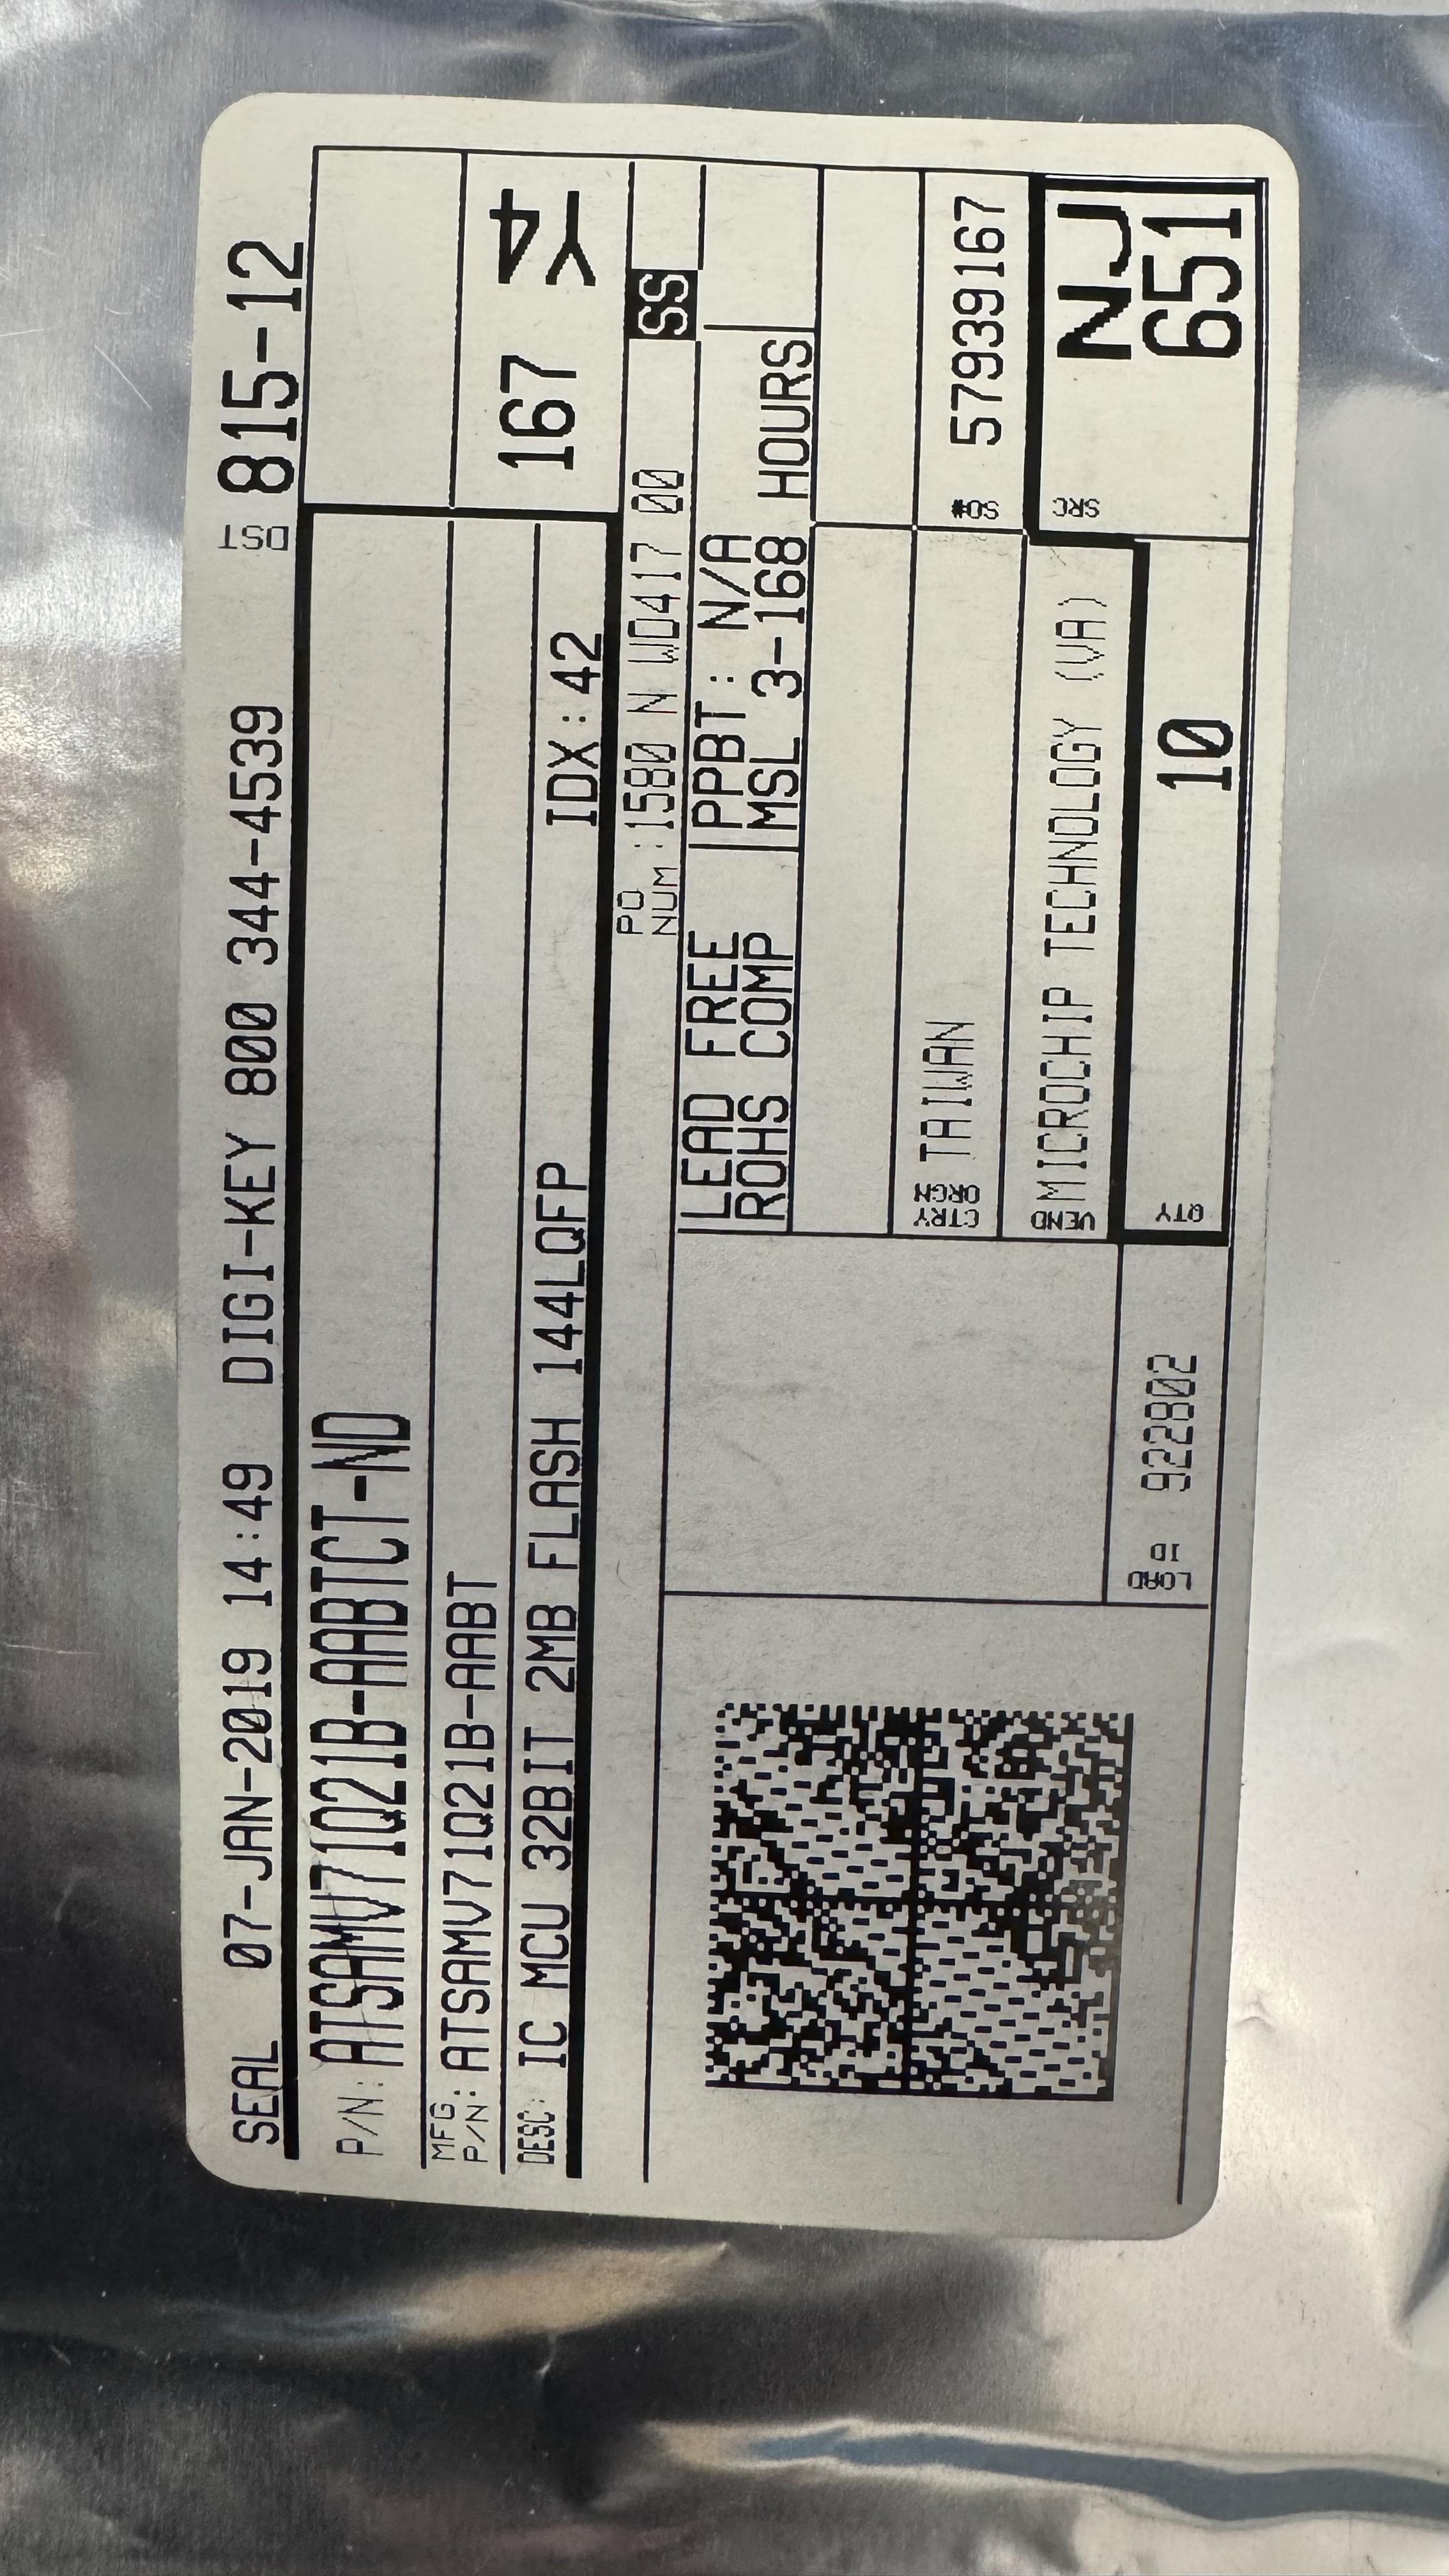 SEAL 07-JAN-2019 14:49 DIGI-KEY 800 344-4539 DST 815-12
P/N: ATSAMV71Q21B-AABTCT-ND
MFG P/N: ATSAMV71Q21B-AABT
167 Y4
DESC: IC MCU 32BIT 2MB FLASH 144LQFP IDX:42
PO NUM: 1580 N WO417 00 SS
LEAD FREE
ROHS COMP
PPBT: N/A
MSL 3-168 HOURS
CTRY ORGN TAIWAN
SO# 57939167
VEND MICROCHIP TECHNOLOGY (VA)
SRC NJ
651
LOAD ID 922802
QTY 10